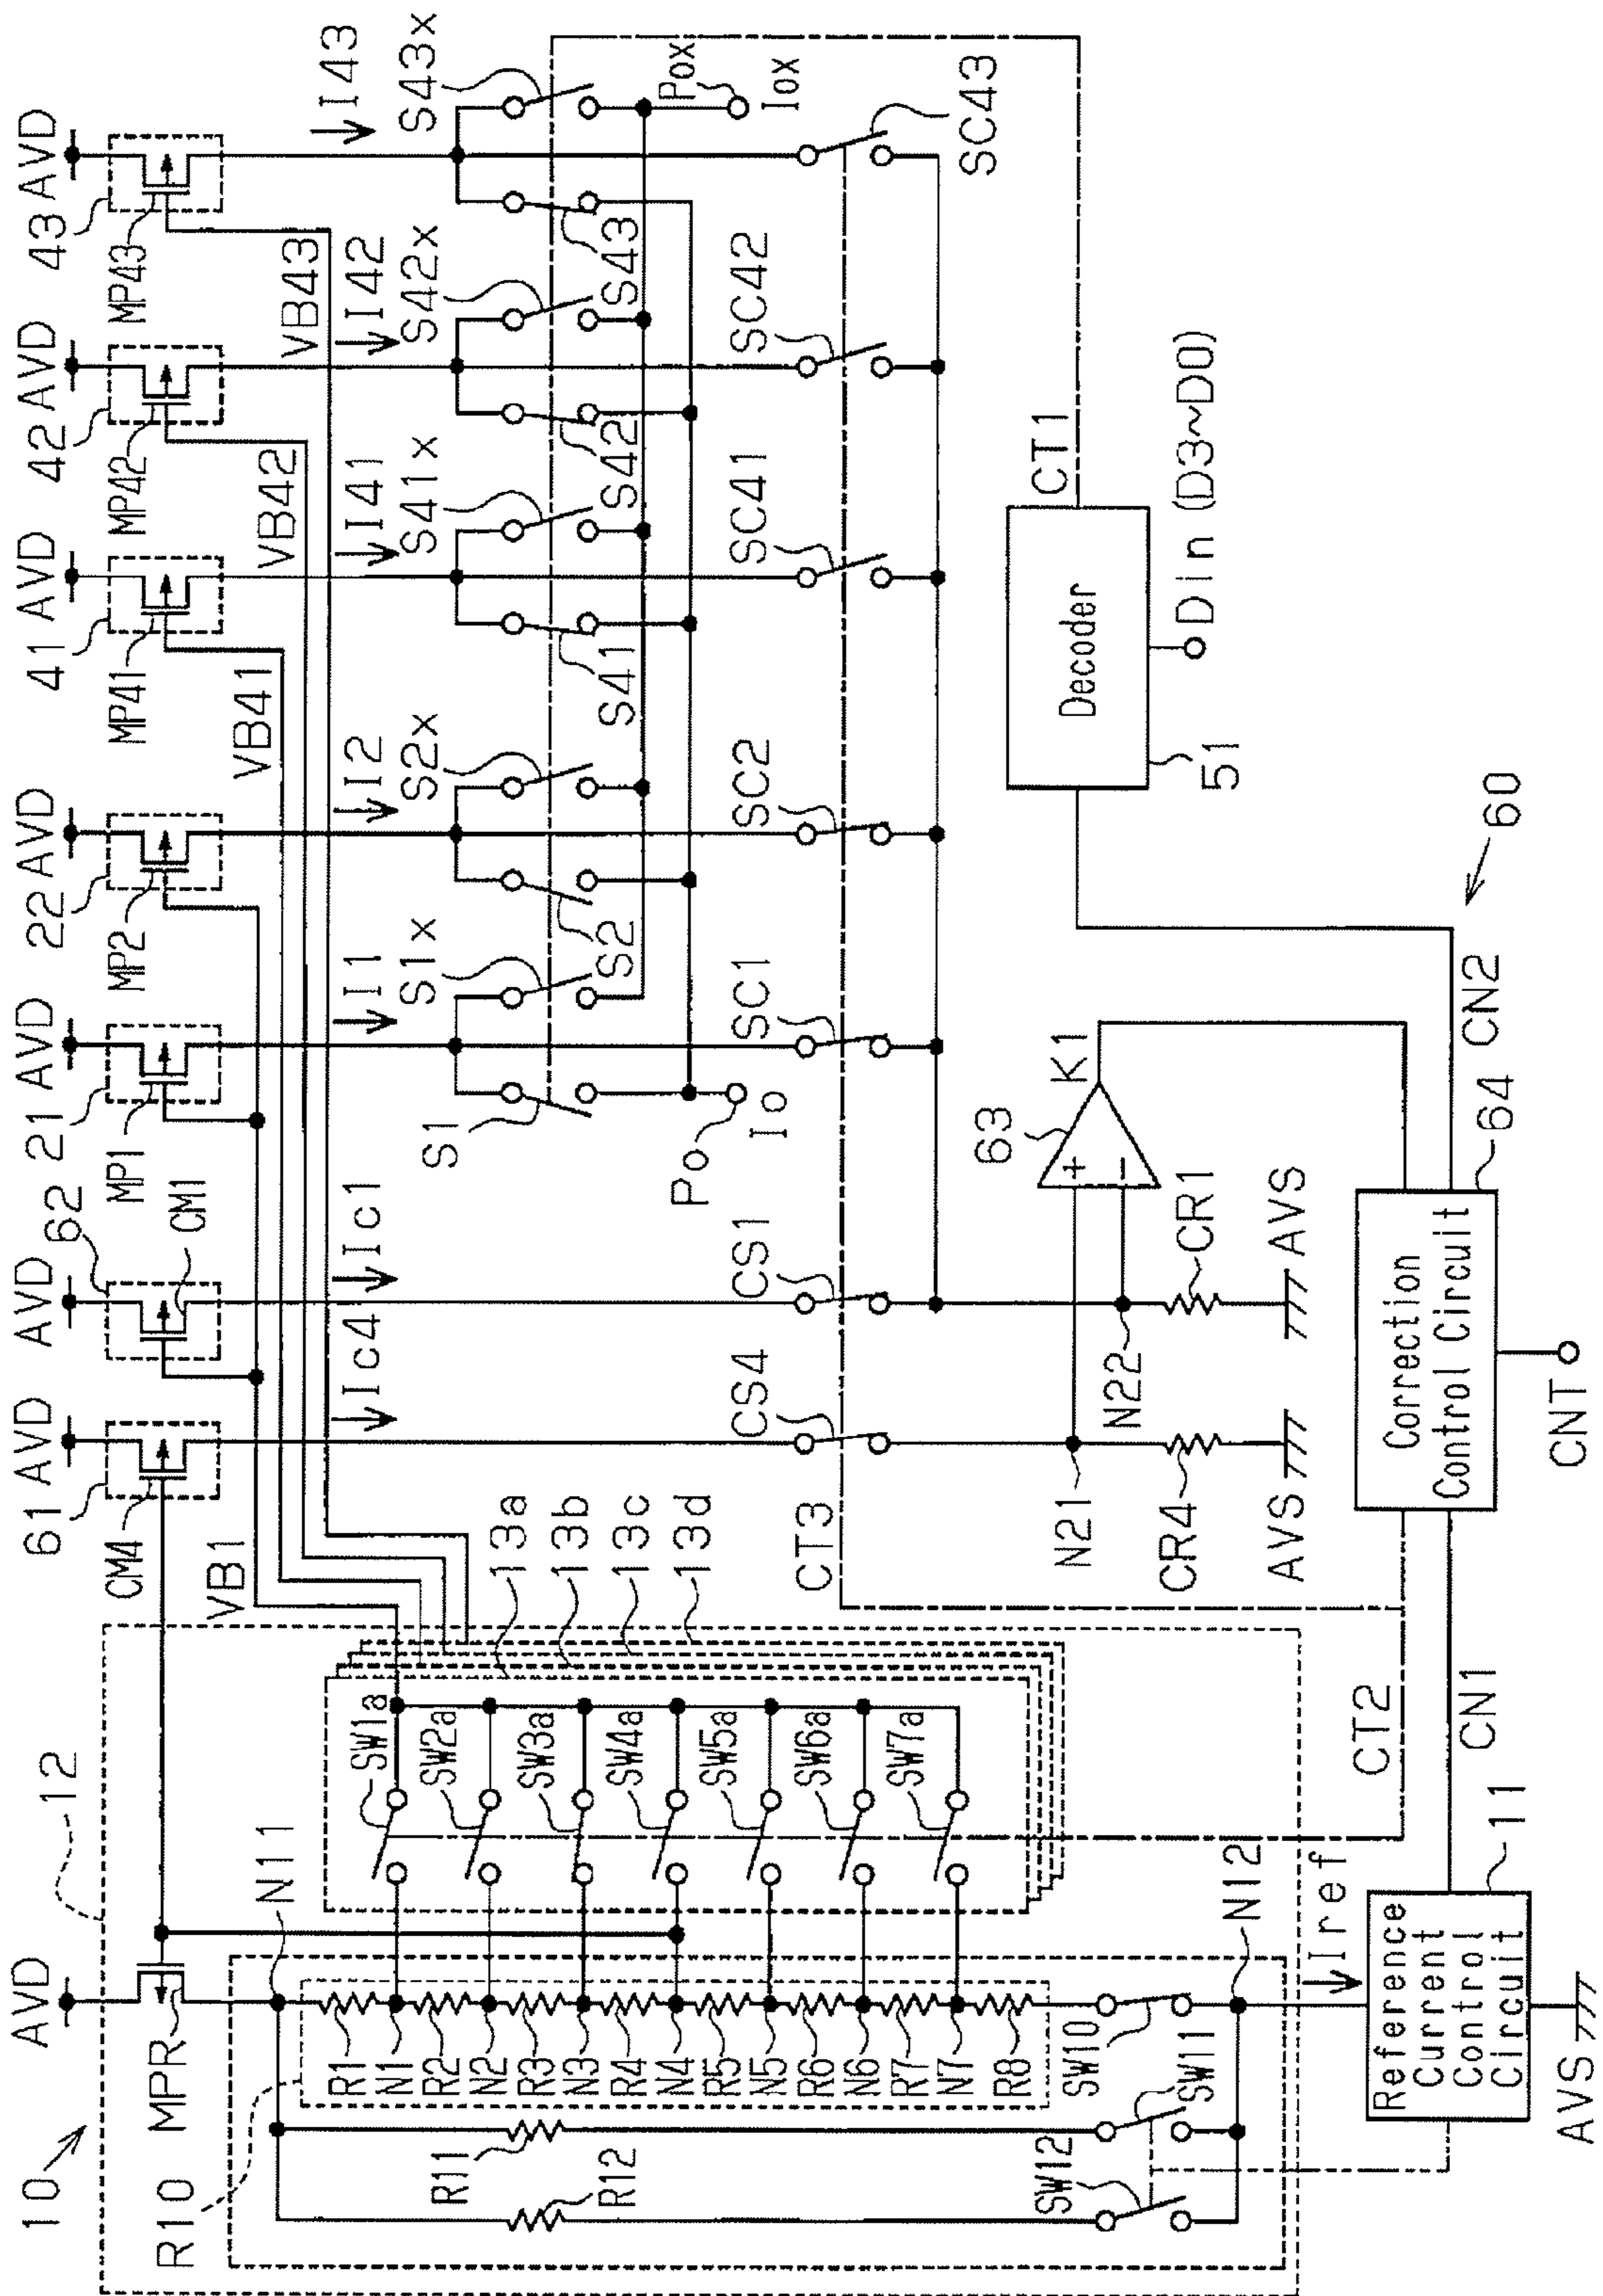 10
12
AVD
MPR
R10
N11
R1
N1
R2
N2
R3
N3
R4
N4
R5
N5
R6
N6
R7
N7
R8
SW10
R11
SW11
R12
SW12
N12
Iref
Reference
Current
Control
Circuit
11
AVS
SW1a
SW2a
SW3a
SW4a
SW5a
SW6a
SW7a
13a
13b
13c
13d
CT2
CN1
VB1
61
AVD
CM4
Ic4
CS4
N21
CR4
AVS
62
AVD
CM1
Ic1
CS1
N22
CR1
AVS
CT3
63
+
−
K1
Correction
Control Circuit
64
CNT
CN2
60
21
AVD
MP1
I1
S1
S1x
SC1
Po
Io
22
AVD
MP2
I2
S2
S2x
SC2
VB41
41
AVD
MP41
I41
S41
S41x
SC41
VB42
42
AVD
MP42
I42
S42
S42x
SC42
VB43
43
AVD
MP43
I43
S43
S43x
SC43
Pox
Iox
CT1
Decoder
51
Din (D3~D0)